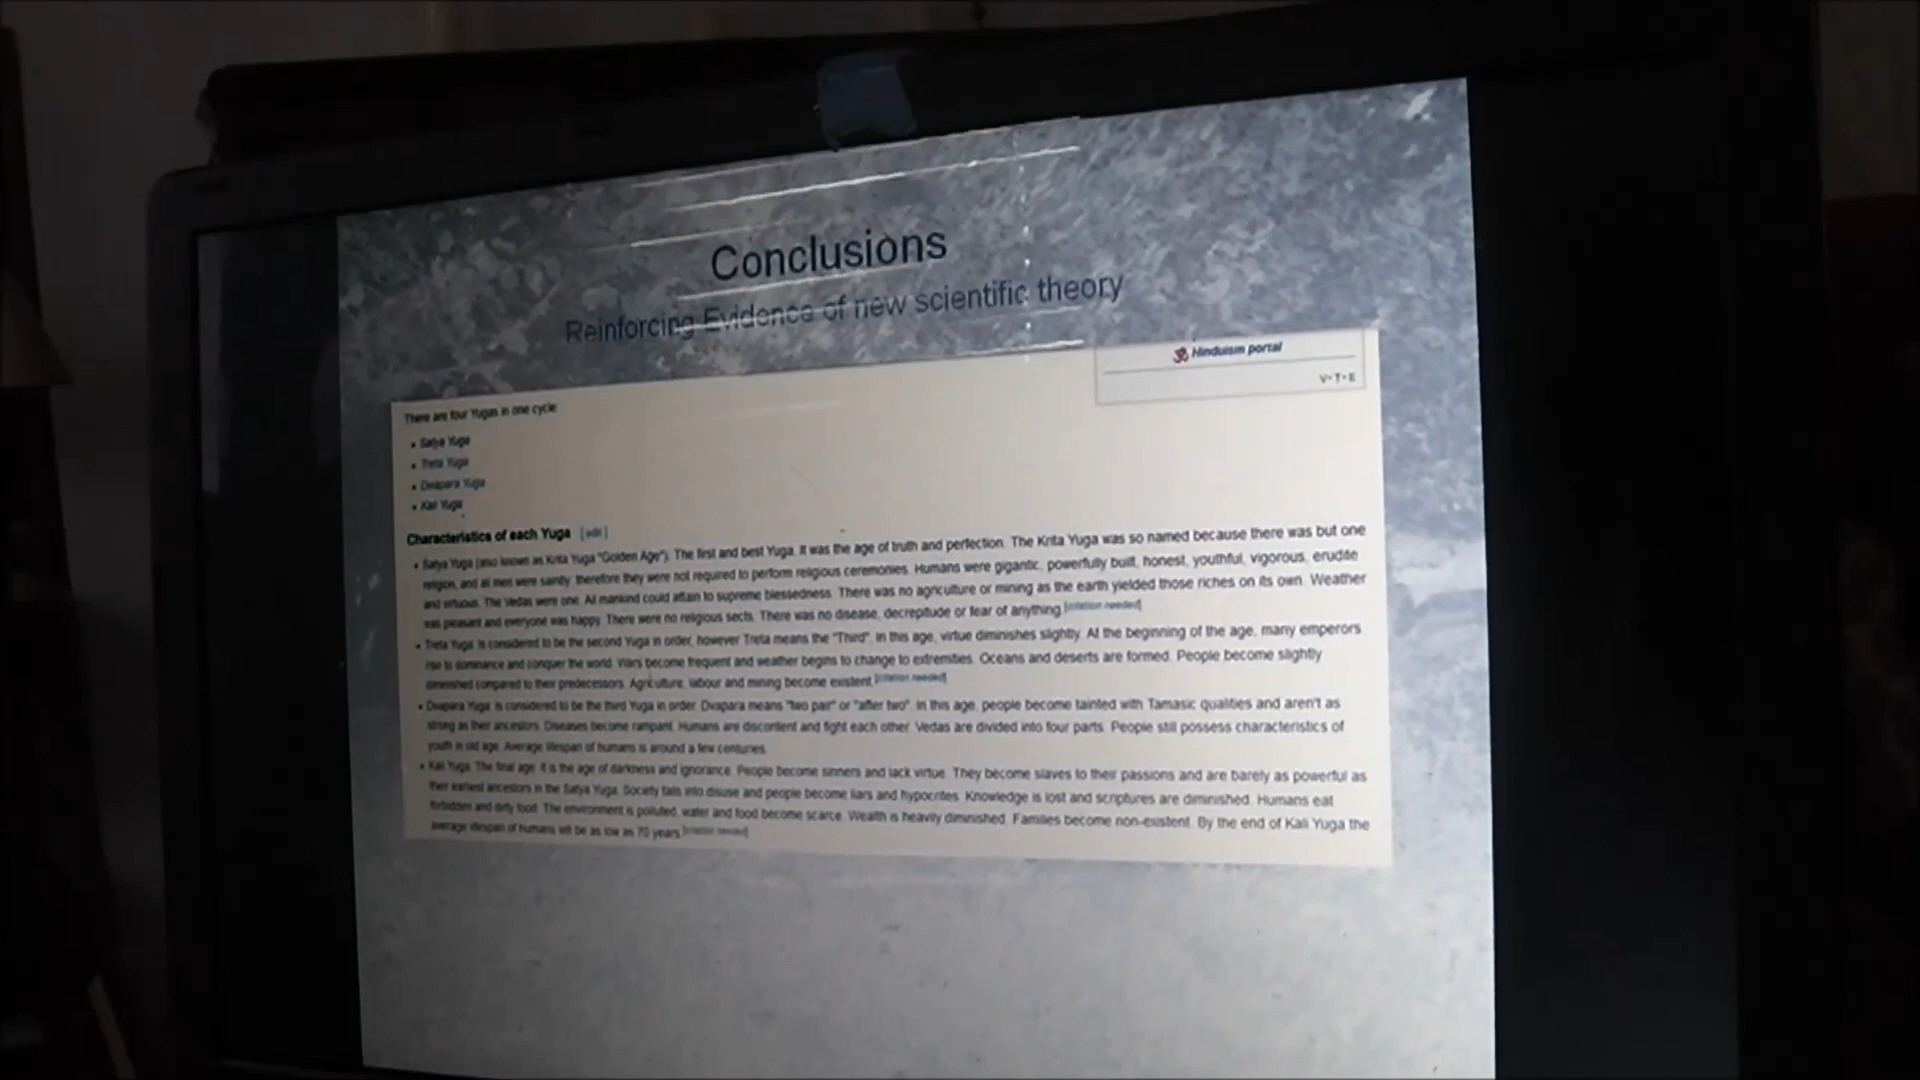 Conclusions
Reinforcing Evidence of new scientific theory
Hinduism portal
V·T·E
There are four Yugas in one cycle:
• Satya Yuga
• Treta Yuga
• Dvapara Yuga
• Kali Yuga
Characteristics of each Yuga [edit]
• Satya Yuga (also known as Krita Yuga "Golden Age"): The first and best Yuga. It was the age of truth and perfection. The Krita Yuga was so named because there was but one
religion, and all men were saintly: therefore they were not required to perform religious ceremonies. Humans were gigantic, powerfully built, honest, youthful, vigorous, erudite
and virtuous. The Vedas were one. All mankind could attain to supreme blessedness. There was no agriculture or mining as the earth yielded those riches on its own. Weather
was pleasant and everyone was happy. There were no religious sects. There was no disease, decrepitude or fear of anything.[citation needed]
• Treta Yuga: is considered to be the second Yuga in order, however Treta means the "Third". In this age, virtue diminishes slightly. At the beginning of the age, many emperors
rise to dominance and conquer the world. Wars become frequent and weather begins to change to extremities. Oceans and deserts are formed. People become slightly
diminished compared to their predecessors. Agriculture, labour and mining become existent.[citation needed]
• Dvapara Yuga: is considered to be the third Yuga in order. Dvapara means "two pair" or "after two". In this age, people become tainted with Tamasic qualities and aren't as
strong as their ancestors. Diseases become rampant. Humans are discontent and fight each other. Vedas are divided into four parts. People still possess characteristics of
youth in old age. Average lifespan of humans is around a few centuries.
• Kali Yuga: The final age. It is the age of darkness and ignorance. People become sinners and lack virtue. They become slaves to their passions and are barely as powerful as
their earliest ancestors in the Satya Yuga. Society falls into disuse and people become liars and hypocrites. Knowledge is lost and scriptures are diminished. Humans eat
forbidden and dirty food. The environment is polluted, water and food become scarce. Wealth is heavily diminished. Families become non-existent. By the end of Kali Yuga the
average lifespan of humans will be as low as 70 years.[citation needed]